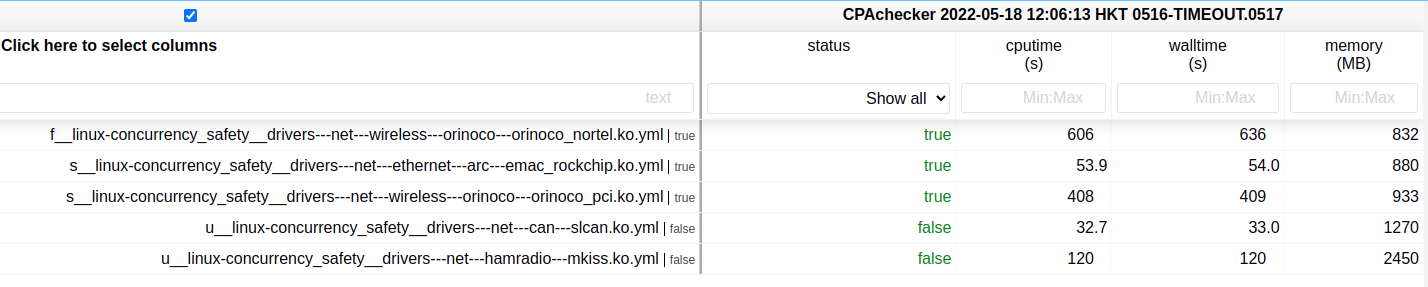 CPAchecker 2022-05-18 12:06:13 HKT 0516-TIMEOUT.0517
Click here to select columns status cputime (s) walltime (s) memory (MB)
text Show all Min:Max Min:Max Min:Max
f__linux-concurrency_safety__drivers---net---wireless---orinoco---orinoco_nortel.ko.yml | true true 606 636 832
s__linux-concurrency_safety__drivers---net---ethernet---arc---emac_rockchip.ko.yml | true true 53.9 54.0 880
s__linux-concurrency_safety__drivers---net---wireless---orinoco---orinoco_pci.ko.yml | true true 408 409 933
u__linux-concurrency_safety__drivers---net---can---slcan.ko.yml | false false 32.7 33.0 1270
u__linux-concurrency_safety__drivers---net---hamradio---mkiss.ko.yml | false false 120 120 2450